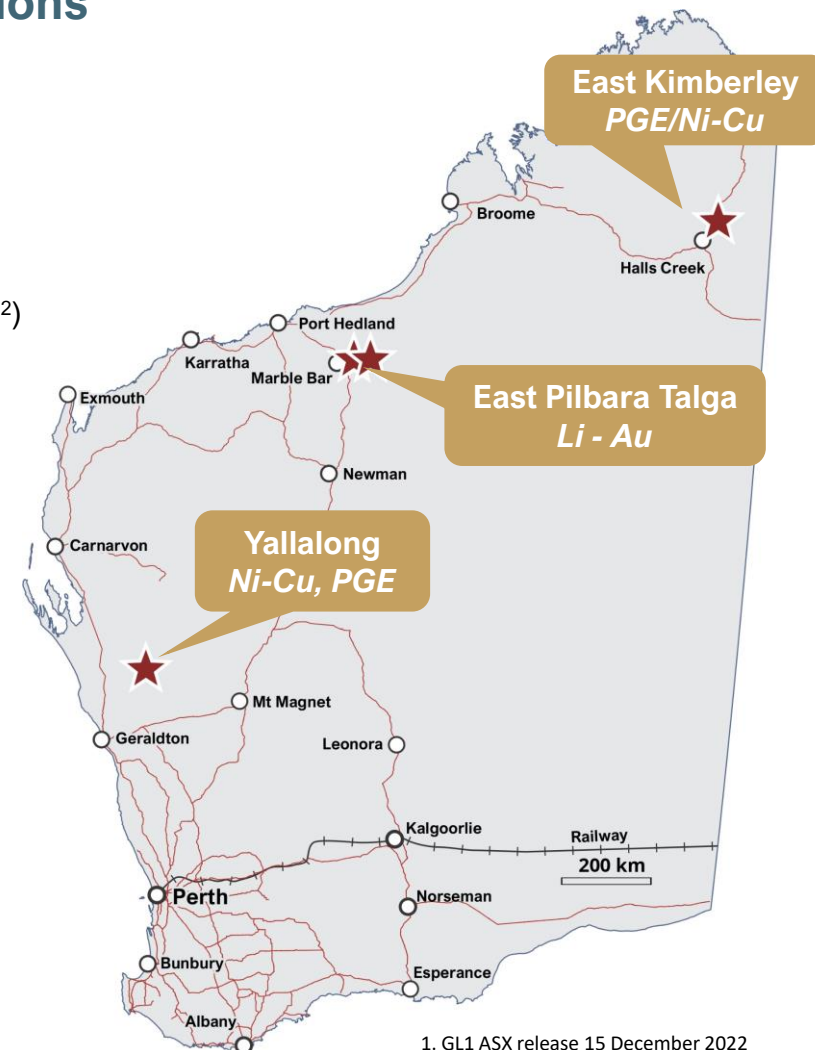 East Kimberley
PGE/Ni-Cu
Broome
Halls Creek
2)
Port Hedland
Karratha
Marble Bar
Exmouth
East Pilbara Talga
Li - Au
Newman
Yallalong
Ni-Cu, PGE
Carnarvon
Mt Magnet
Geraldton
Leonora
Kalgoorlie
Railway
200 km
Perth
Norseman
Bunbury
Esperance
Albany
1. GL1 ASX release 15 December 2022